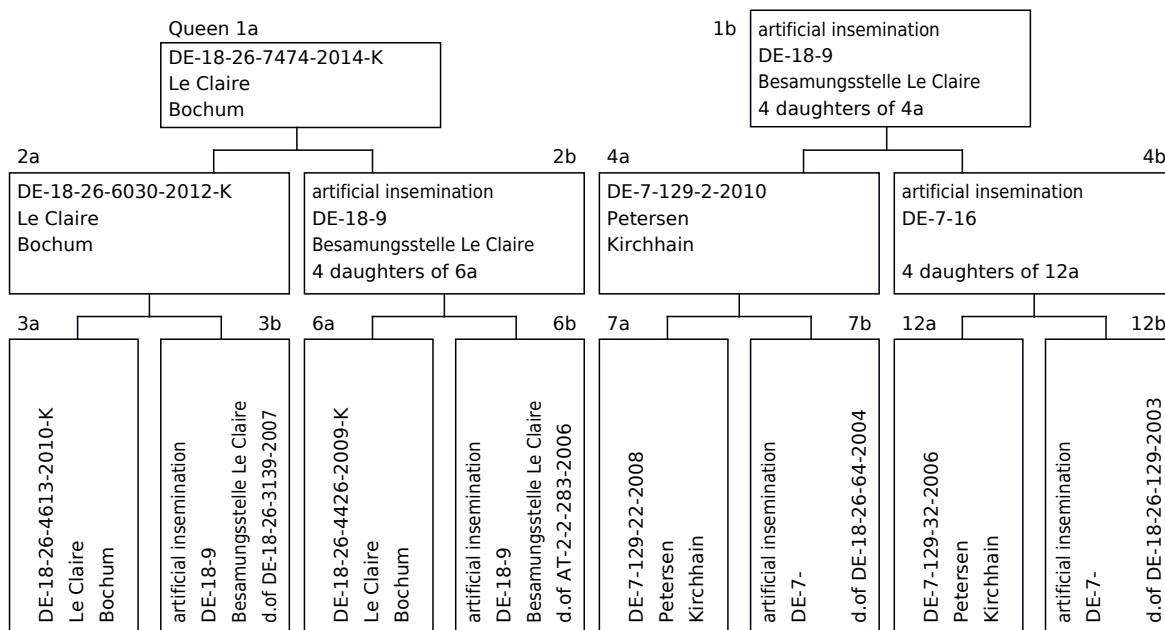 Queen 1a
DE-18-26-7474-2014-K
Le Claire
Bochum
1b
artificial insemination
DE-18-9
Besamungsstelle Le Claire
4 daughters of 4a
2a
DE-18-26-6030-2012-K
Le Claire
Bochum
2b
artificial insemination
DE-18-9
Besamungsstelle Le Claire
4 daughters of 6a
4a
DE-7-129-2-2010
Petersen
Kirchhain
4b
artificial insemination
DE-7-16
4 daughters of 12a
3a
DE-18-26-4613-2010-K
Le Claire
Bochum
3b
artificial insemination
DE-18-9
Besamungsstelle Le Claire
d.of DE-18-26-3139-2007
6a
DE-18-26-4426-2009-K
Le Claire
Bochum
6b
artificial insemination
DE-18-9
Besamungsstelle Le Claire
d.of AT-2-2-283-2006
7a
DE-7-129-22-2008
Petersen
Kirchhain
7b
artificial insemination
DE-7-
d.of DE-18-26-64-2004
12a
DE-7-129-32-2006
Petersen
Kirchhain
12b
artificial insemination
DE-7-
d.of DE-18-26-129-2003